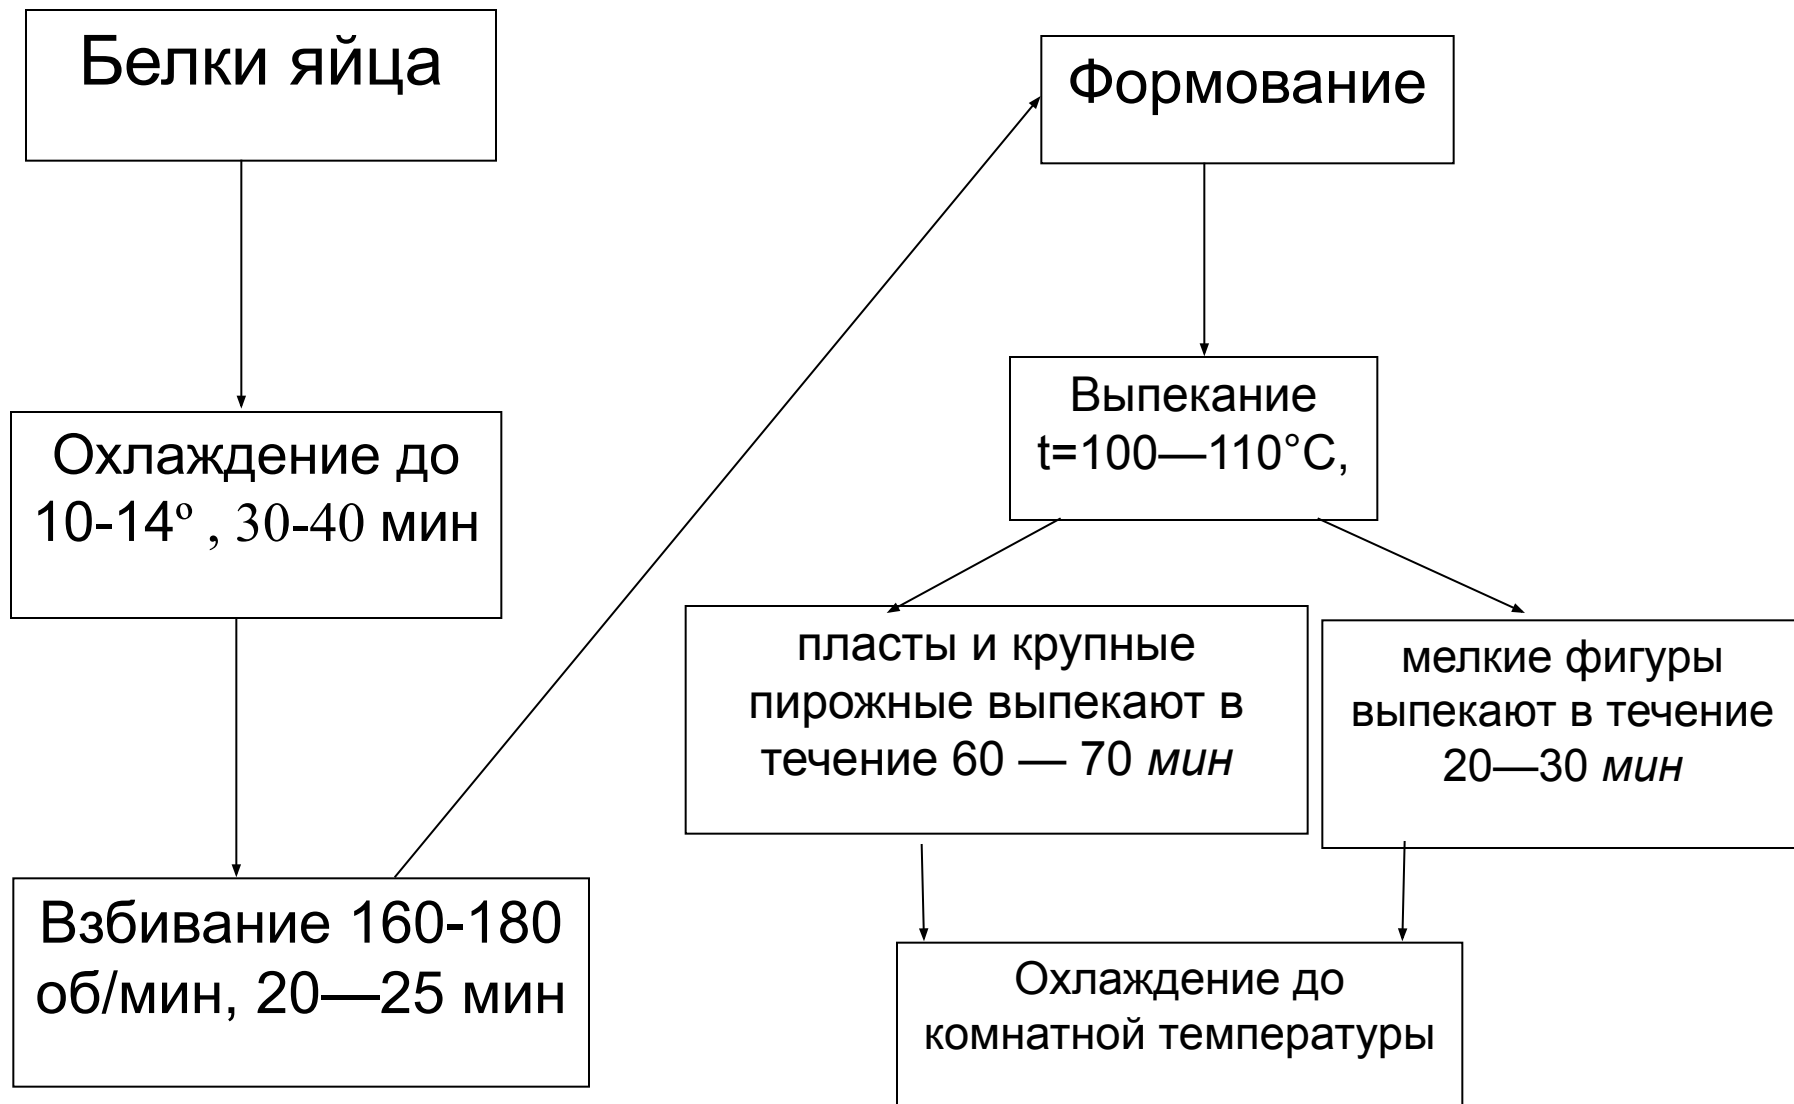 Белки яйца
Охлаждение до
10-14º , 30-40 мин
Взбивание 160-180
об/мин, 20—25 мин
Формование
Выпекание
t=100—110°С,
пласты и крупные
пирожные выпекают в
течение 60 — 70 мин
мелкие фигуры
выпекают в течение
20—30 мин
Охлаждение до
комнатной температуры